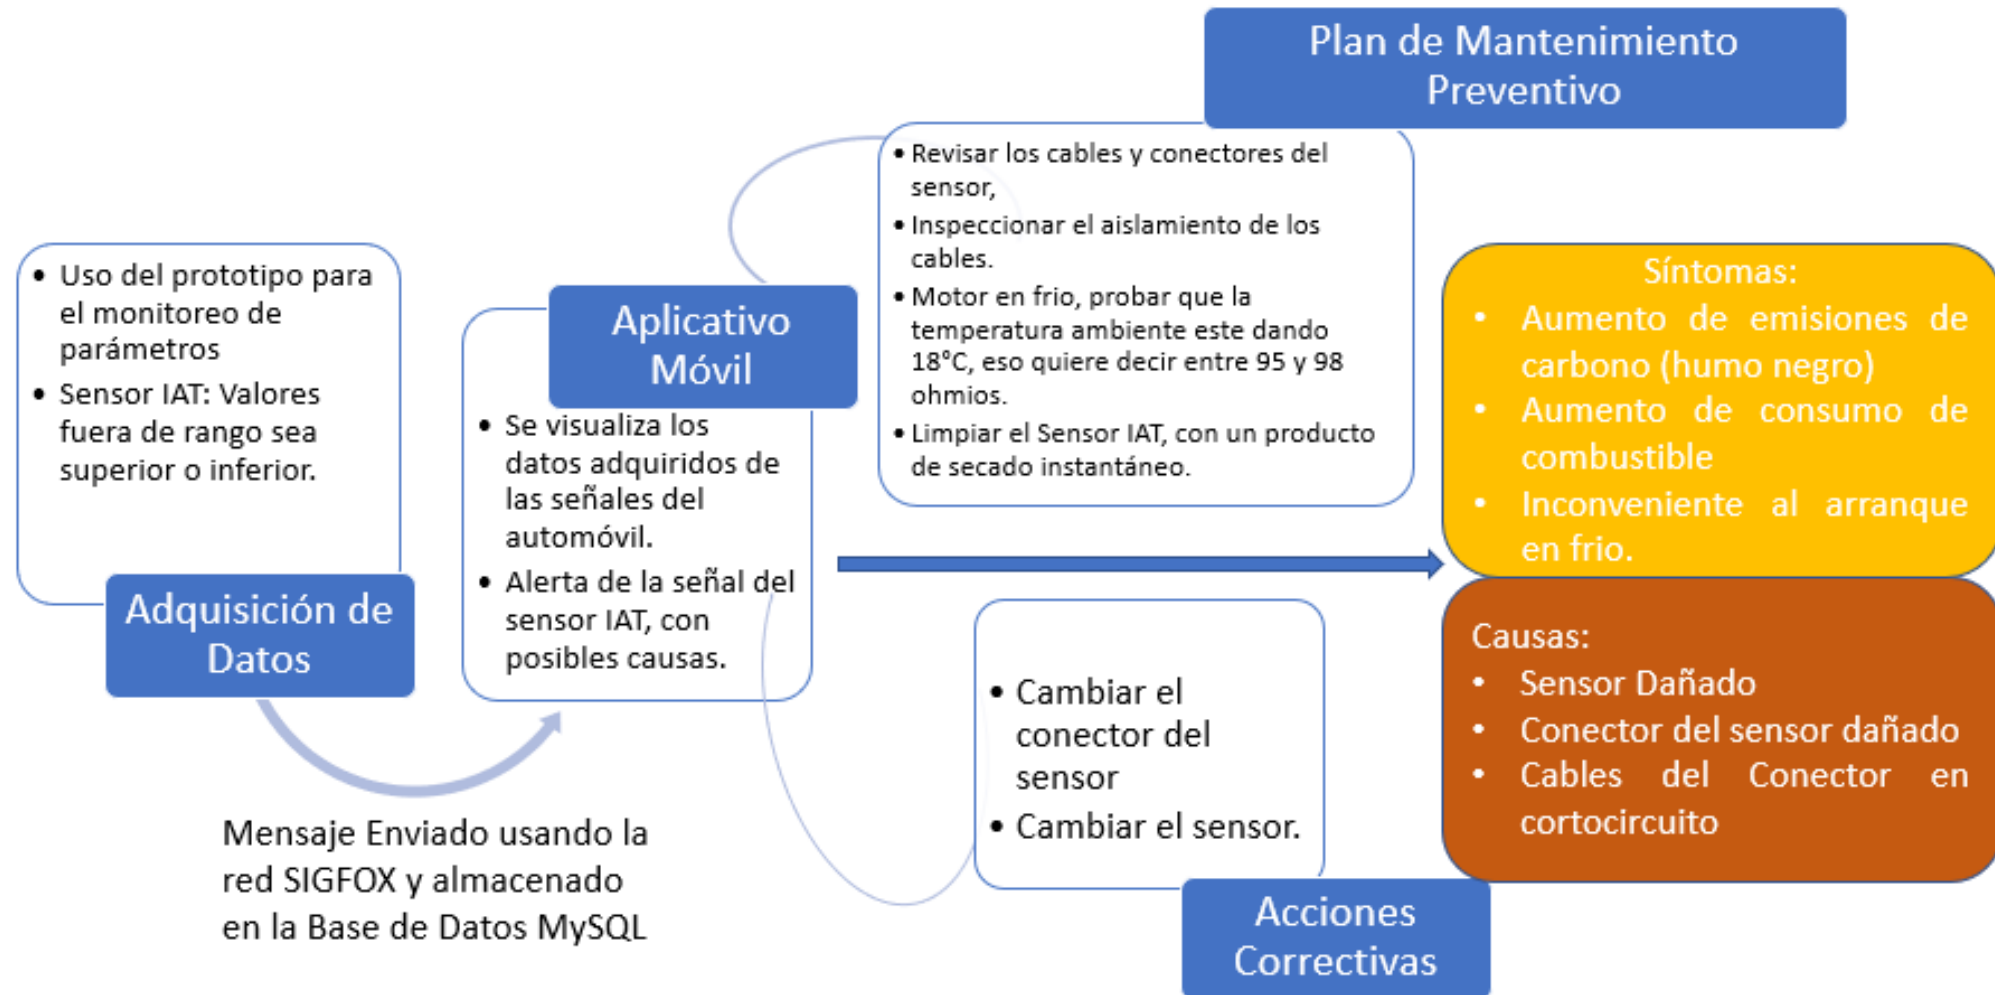 Plan de Mantenimiento
Preventivo
• Revisar los cables y conectores del
sensor,
• Inspeccionar el aislamiento de los
cables.
• Motor en frio, probar que la
temperatura ambiente este dando
18°C, eso quiere decir entre 95 y 98
ohmios.
• Limpiar el Sensor IAT, con un producto
de secado instantáneo.
• Uso del prototipo para
el monitoreo de
parámetros
• Sensor IAT: Valores
fuera de rango sea
superior o inferior.
Adquisición de
Datos
Aplicativo
Móvil
• Se visualiza los
datos adquiridos de
las señales del
automóvil.
• Alerta de la señal del
sensor IAT, con
posibles causas.
Síntomas:
• Aumento de emisiones de
carbono (humo negro)
• Aumento de consumo de
combustible
• Inconveniente al arranque
en frio.
Causas:
• Sensor Dañado
• Conector del sensor dañado
• Cables del Conector en
cortocircuito
• Cambiar el
conector del
sensor
• Cambiar el sensor.
Acciones
Correctivas
Mensaje Enviado usando la
red SIGFOX y almacenado
en la Base de Datos MySQL